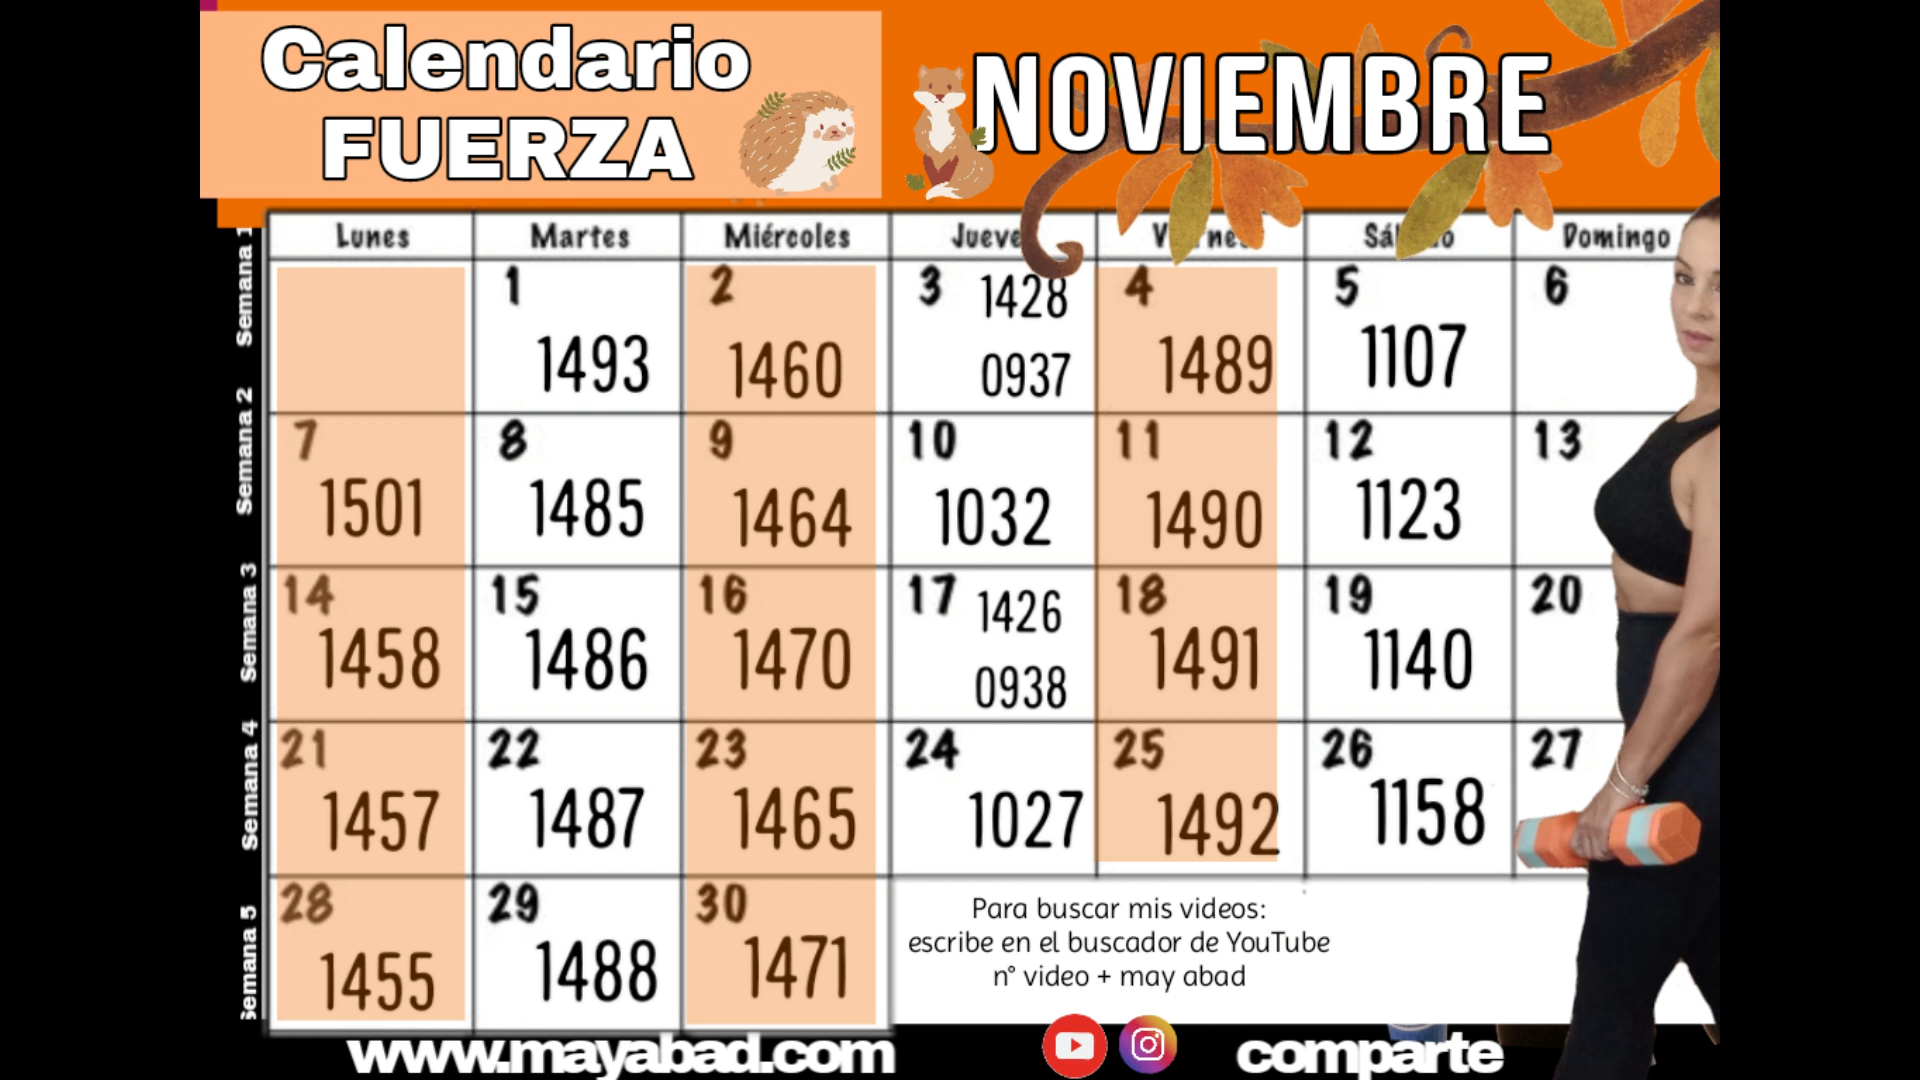 Calendario
FUERZA
NOVIEMBRE
Lunes Martes Miércoles Jueve Sábado Domingo
Semana 1
1 2 3 1428 4 5 6
1493 1460 0937 1489 1107
Semana 2
7 8 9 10 11 12 13
1501 1485 1464 1032 1490 1123
Semana 3
14 15 16 17 1426 18 19 20
1458 1486 1470 0938 1491 1140
Semana 4
21 22 23 24 25 26 27
1457 1487 1465 1027 1492 1158
Semana 5
28 29 30
1455 1488 1471
Para buscar mis videos:
escribe en el buscador de YouTube
n° video + may abad
www.mayabad.com
comparte